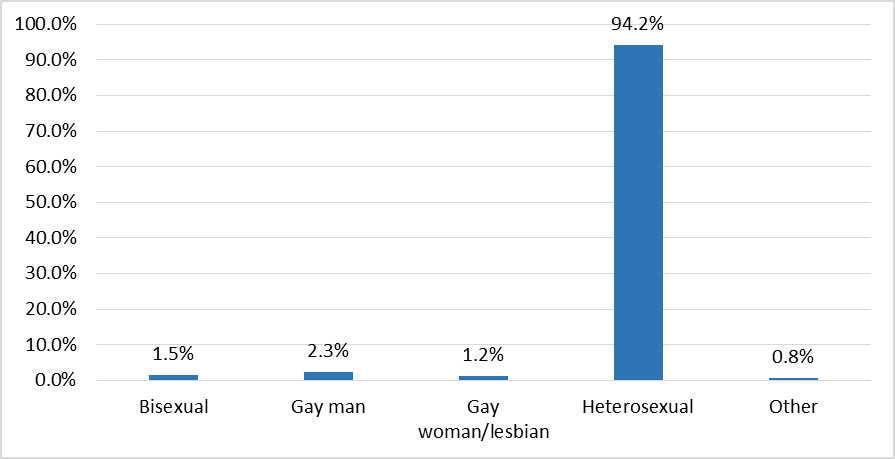 100.0%
90.0%
80.0%
70.0%
60.0%
50.0%
40.0%
30.0%
20.0%
10.0%
0.0%
1.5%
2.3%
1.2%
94.2%
0.8%
Bisexual
Gay man
Gay
woman/lesbian
Heterosexual
Other